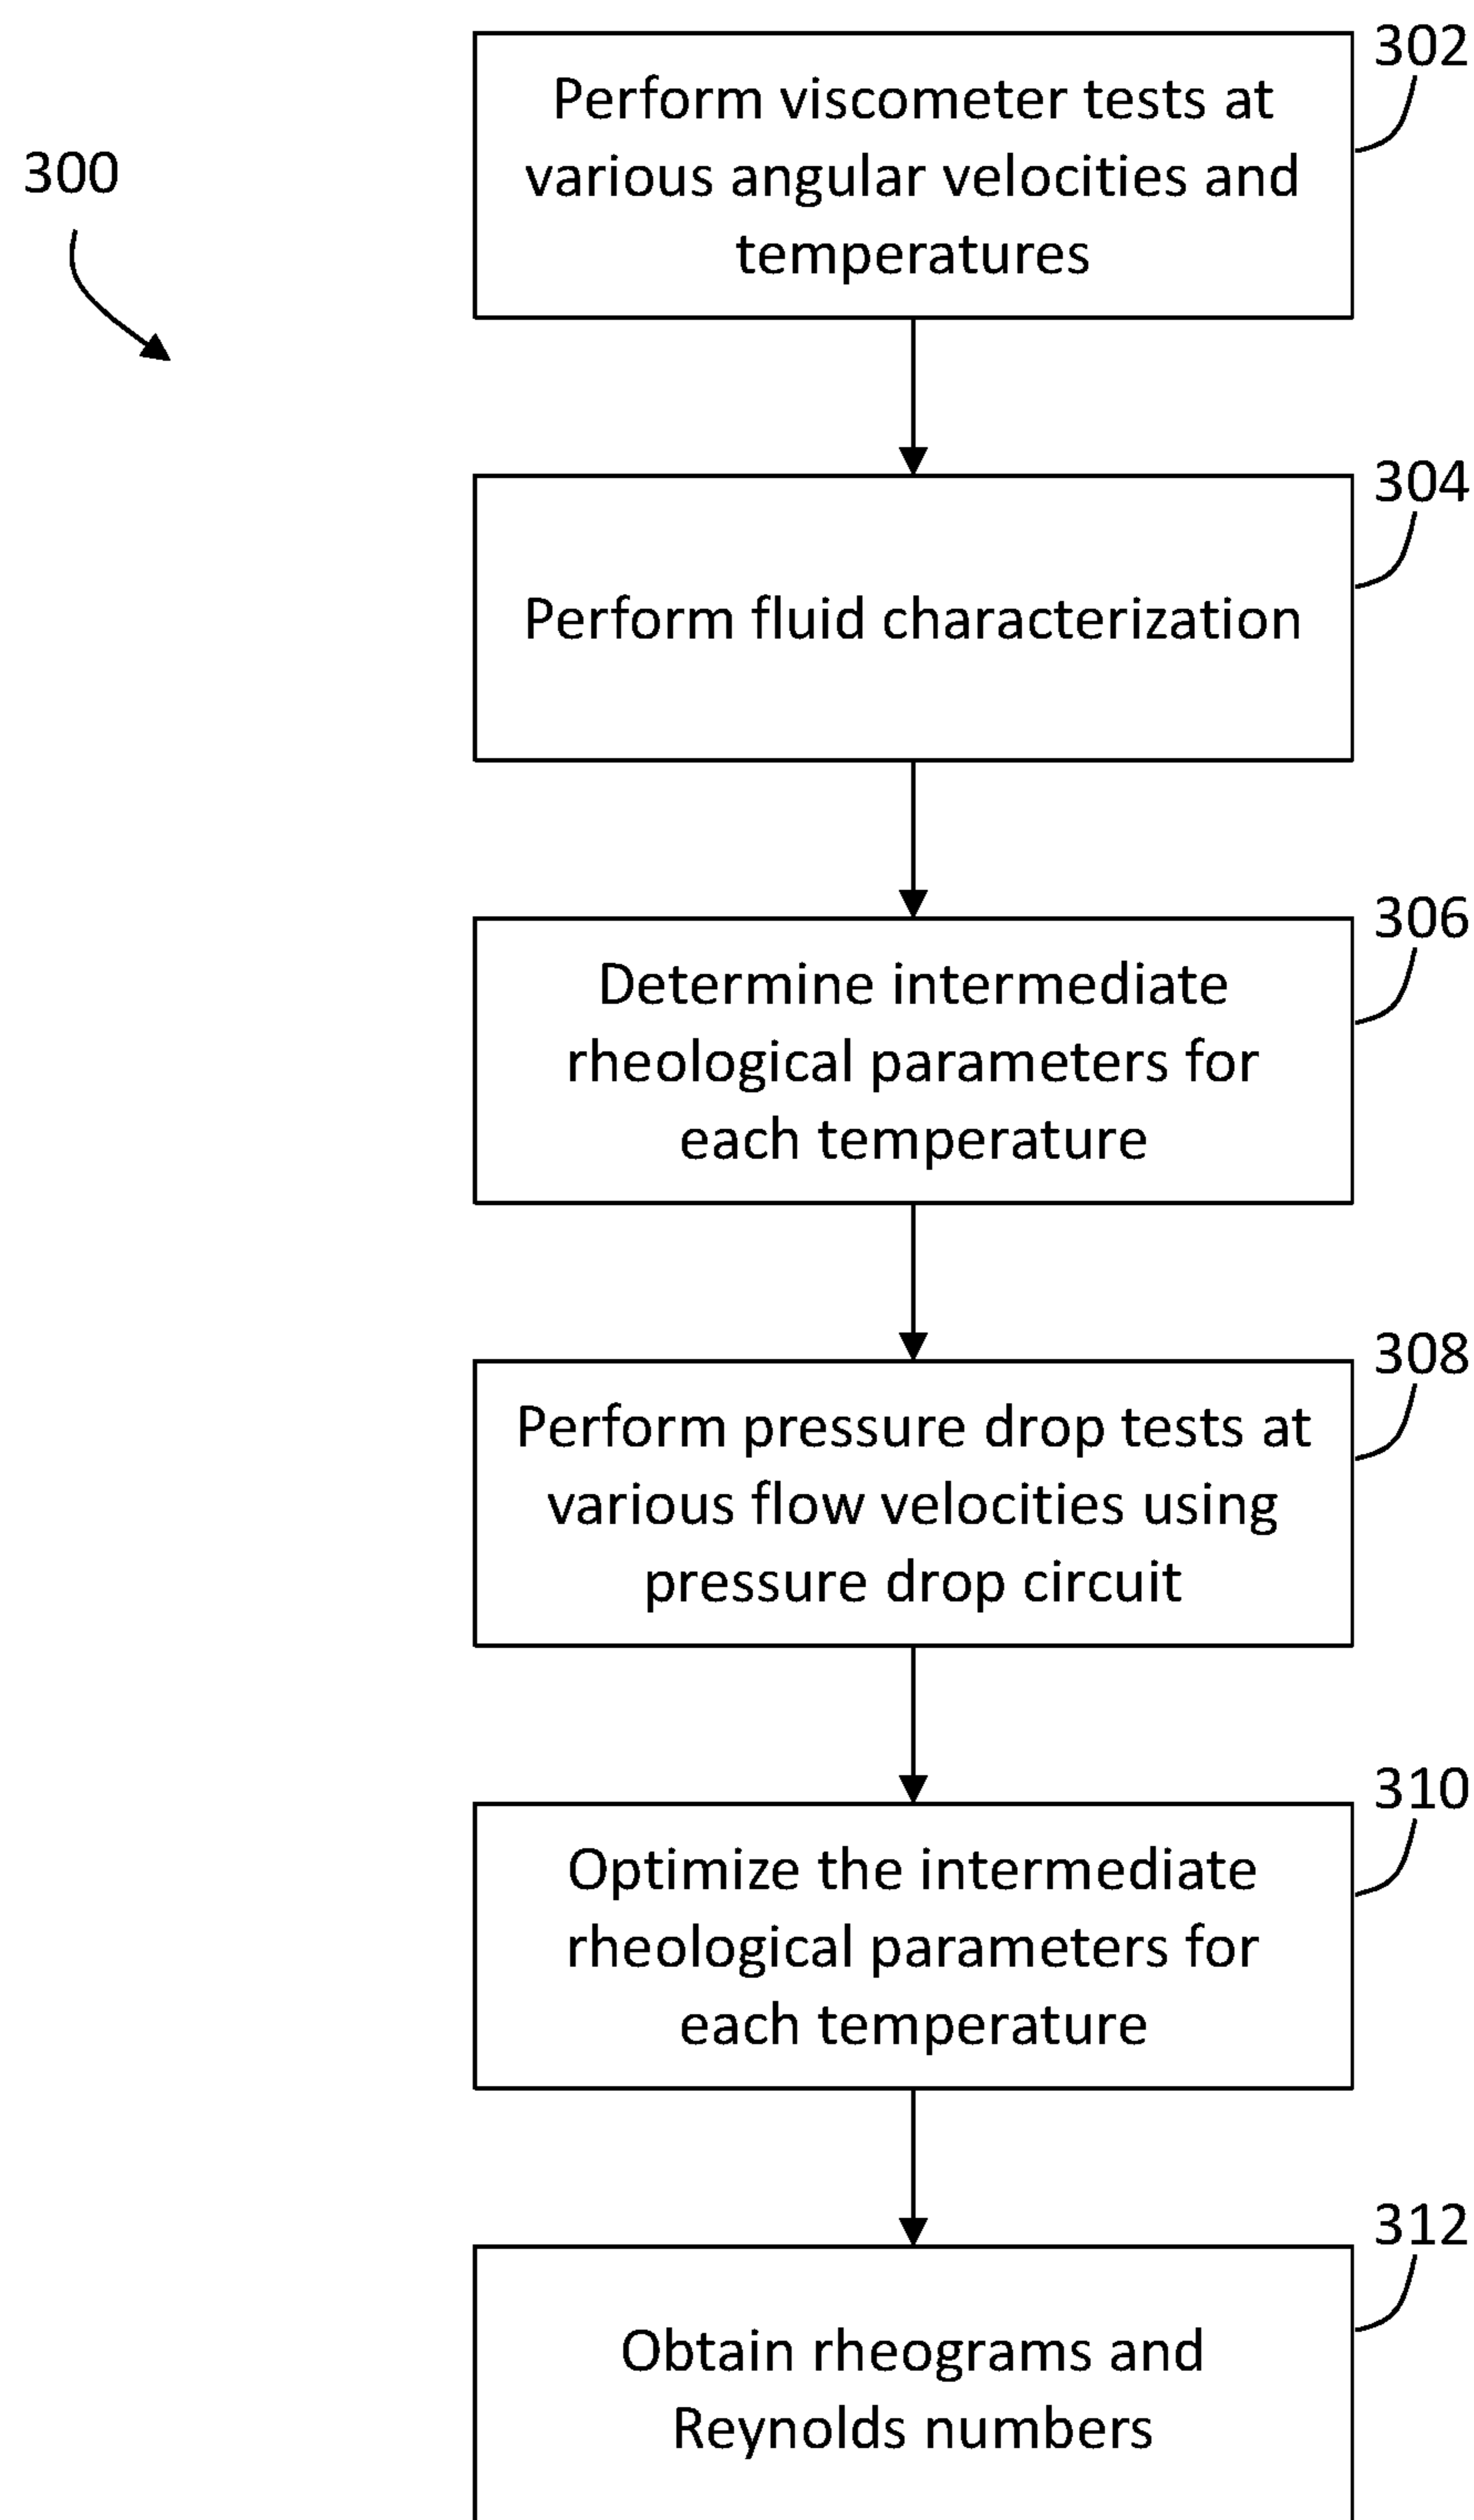 302
Perform viscometer tests at
various angular velocities and
temperatures
300
304
Perform fluid characterization
306
Determine intermediate
rheological parameters for
each temperature
308
Perform pressure drop tests at
various flow velocities using
pressure drop circuit
310
Optimize the intermediate
rheological parameters for
each temperature
312
Obtain rheograms and
Reynolds numbers